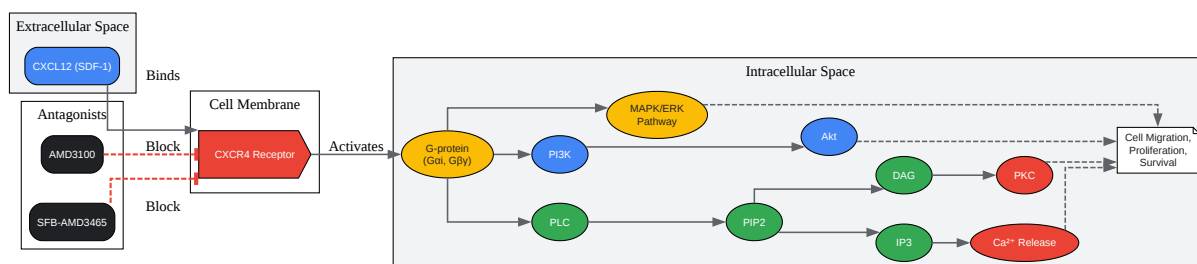 Extracellular Space
CXCL12 (SDF-1)
Binds
Antagonists
AMD3100
SFB-AMD3465
Block
Block
Cell Membrane
CXCR4 Receptor
Activates
Intracellular Space
G-protein
(Gαi, Gβγ)
MAPK/ERK
Pathway
PI3K
Akt
PLC
PIP2
DAG
PKC
IP3
Ca²⁺ Release
Cell Migration,
Proliferation,
Survival